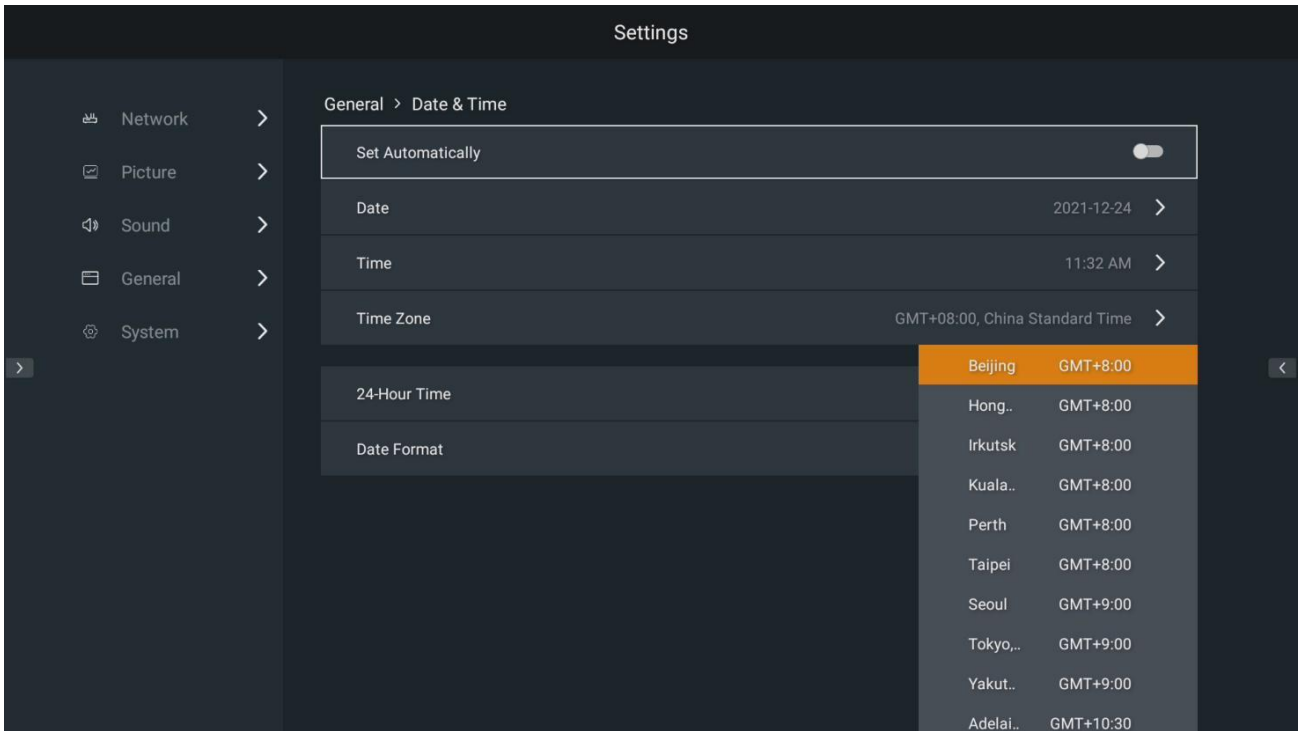 Settings
Network
Picture
Sound
General
System
General > Date & Time
Set Automatically
Date 2021-12-24
Time 11:32 AM
Time Zone GMT+08:00, China Standard Time
24-Hour Time
Date Format
Beijing GMT+8:00
Hong.. GMT+8:00
Irkutsk GMT+8:00
Kuala.. GMT+8:00
Perth GMT+8:00
Taipei GMT+8:00
Seoul GMT+9:00
Tokyo,.. GMT+9:00
Yakut.. GMT+9:00
Adelai.. GMT+10:30